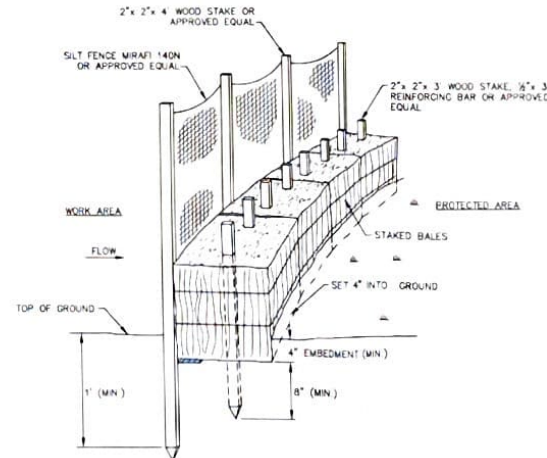 2"x 2"x 4' WOOD STAKE OR
APPROVED EQUAL
SILT FENCE MIRAFI 140N
OR APPROVED EQUAL
2"x 2"x 3' WOOD STAKE, ½"x 3'
REINFORCING BAR OR APPROVED
EQUAL
WORK AREA
PROTECTED AREA
FLOW
STAKED BALES
SET 4" INTO GROUND
TOP OF GROUND
4" EMBEDMENT (MIN.)
1' (MIN.)
8" (MIN.)